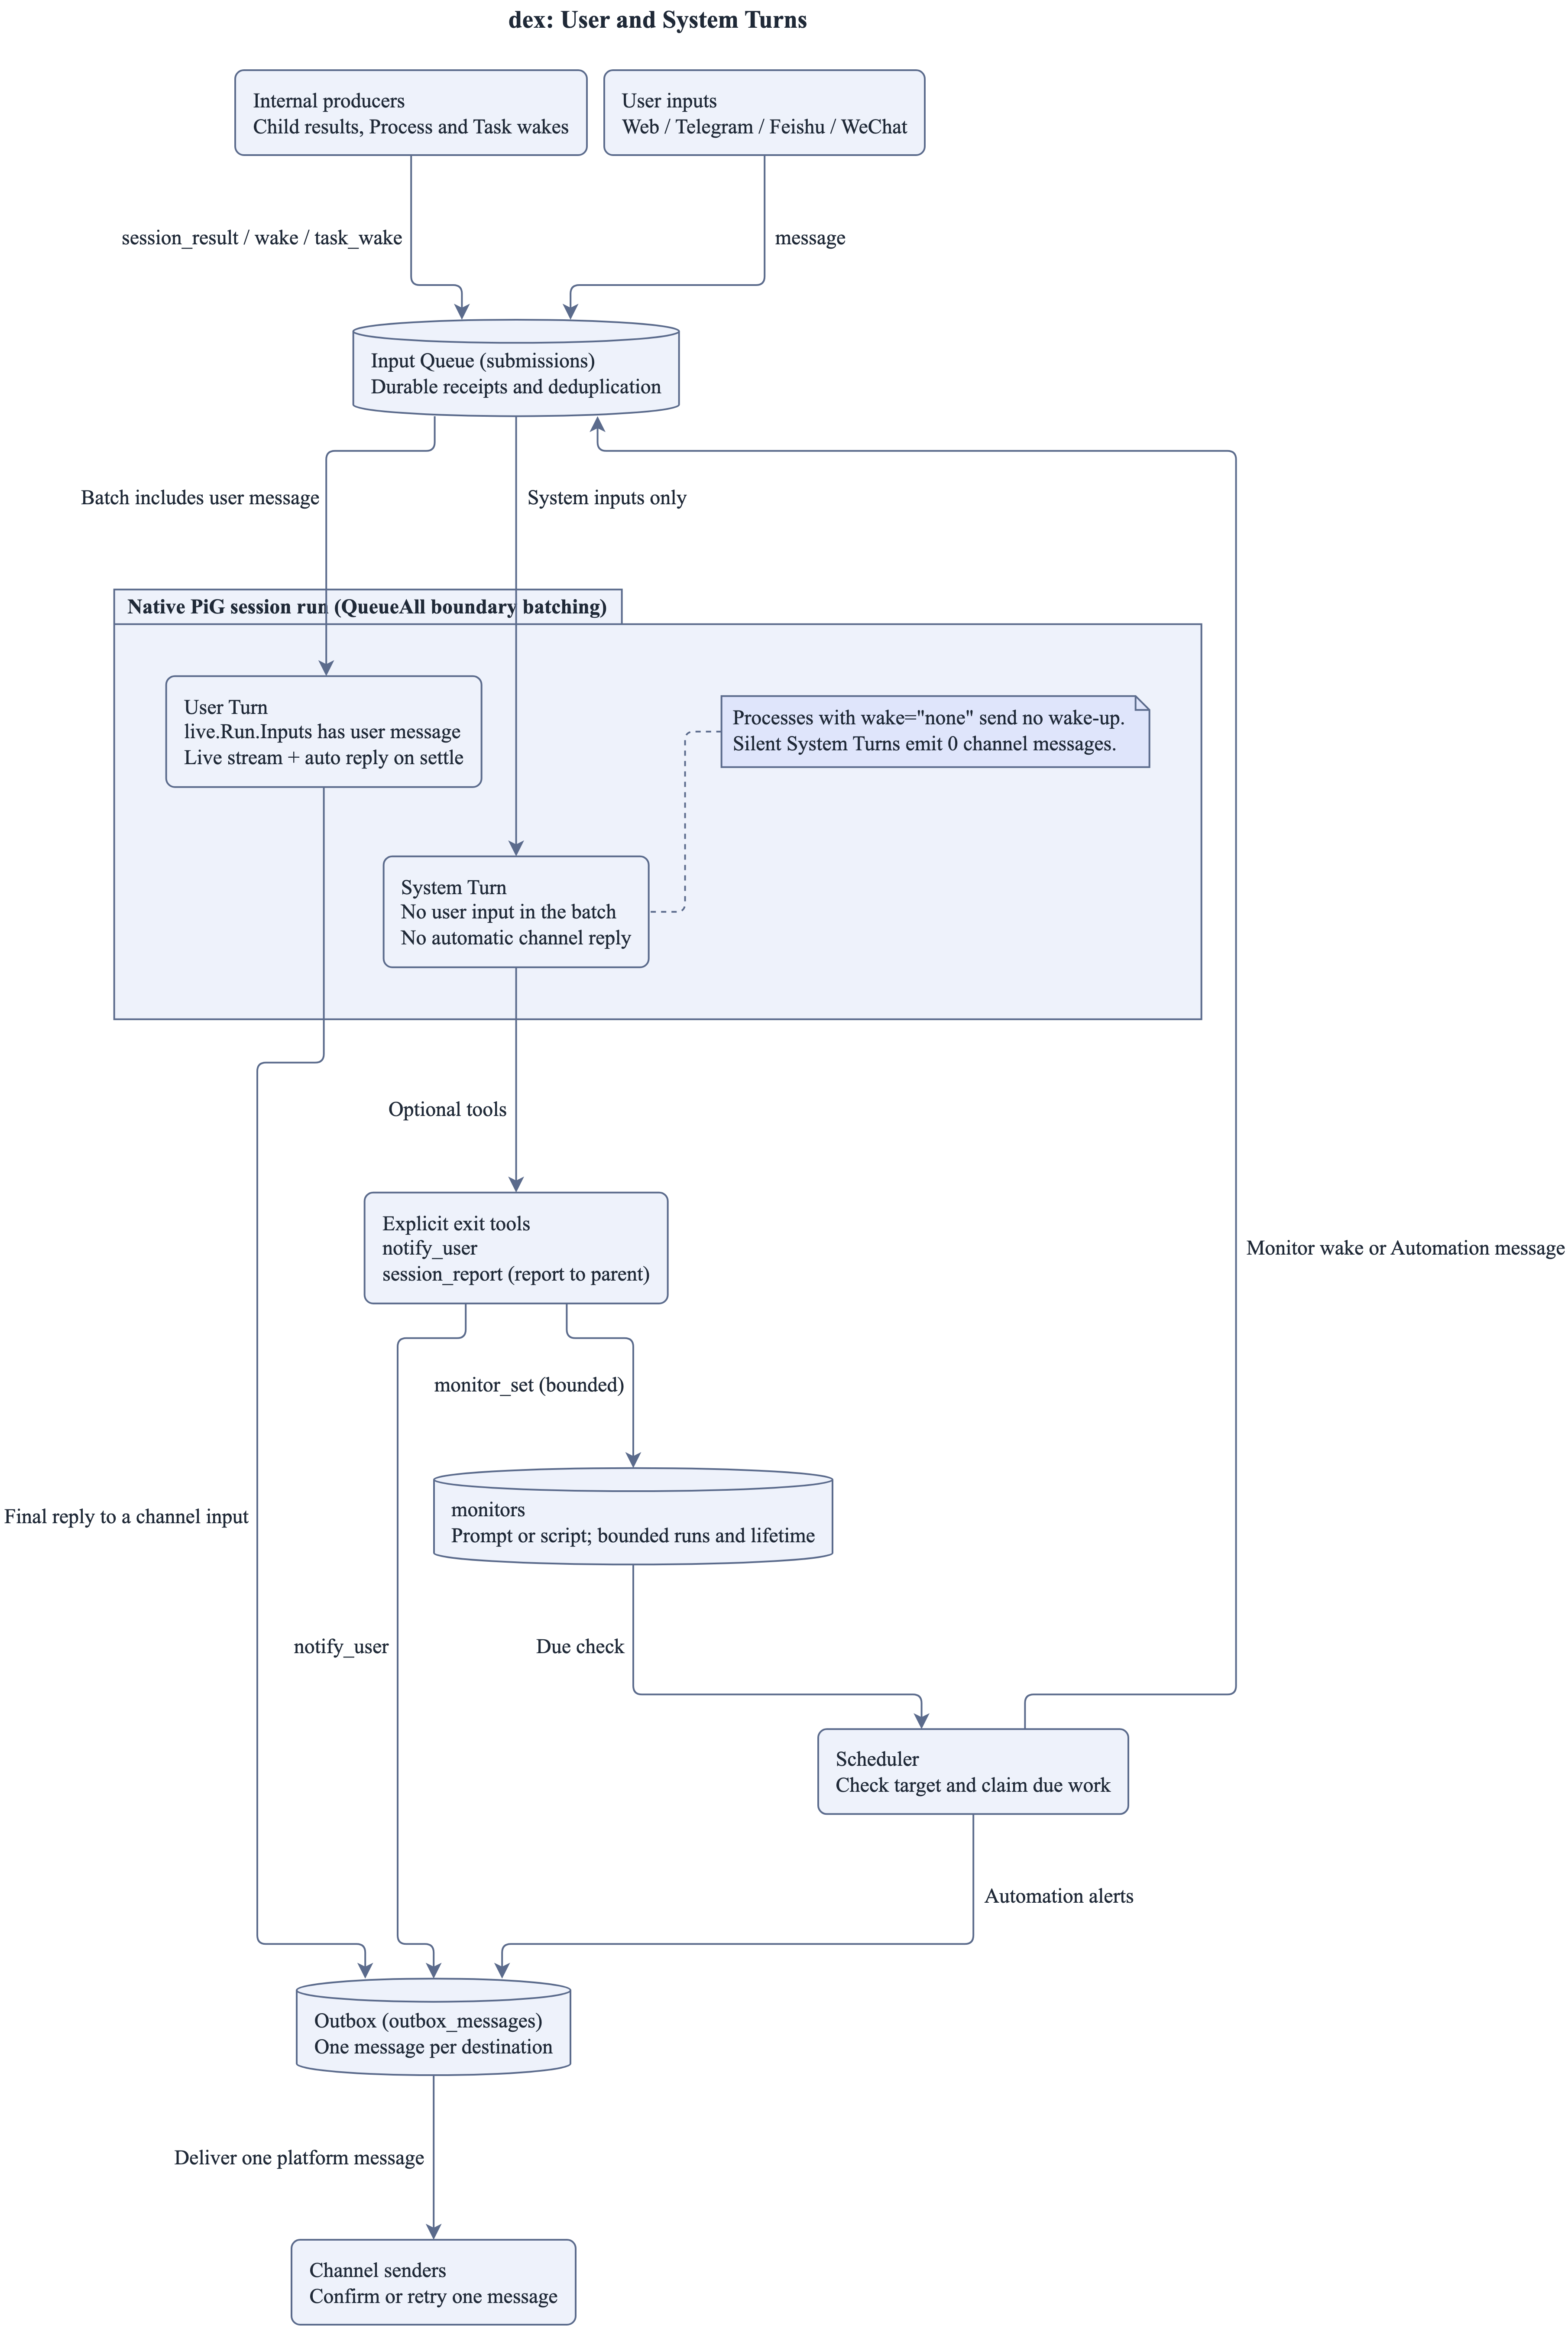 dex: User and System Turns
Internal producers
Child results, Process and Task wakes
User inputs
Web / Telegram / Feishu / WeChat
session_result / wake / task_wake
message
Input Queue (submissions)
Durable receipts and deduplication
Batch includes user message
System inputs only
Native PiG session run (QueueAll boundary batching)
User Turn
live.Run.Inputs has user message
Live stream + auto reply on settle
Processes with wake="none" send no wake-up.
Silent System Turns emit 0 channel messages.
System Turn
No user input in the batch
No automatic channel reply
Optional tools
Explicit exit tools
notify_user
session_report (report to parent)
Monitor wake or Automation message
monitor_set (bounded)
monitors
Prompt or script; bounded runs and lifetime
Final reply to a channel input
notify_user
Due check
Scheduler
Check target and claim due work
Automation alerts
Outbox (outbox_messages)
One message per destination
Deliver one platform message
Channel senders
Confirm or retry one message